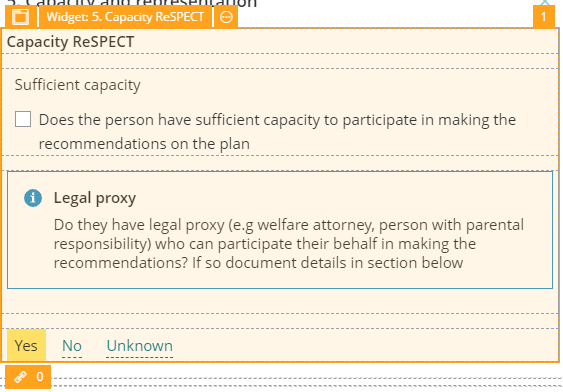 5. Capacity and representation
Widget: 5. Capacity ReSPECT
1
Capacity ReSPECT
Sufficient capacity
Does the person have sufficient capacity to participate in making the
recommendations on the plan
Legal proxy
Do they have legal proxy (e.g welfare attorney, person with parental
responsibility) who can participate their behalf in making the
recommendations? If so document details in section below
Yes No Unknown
0